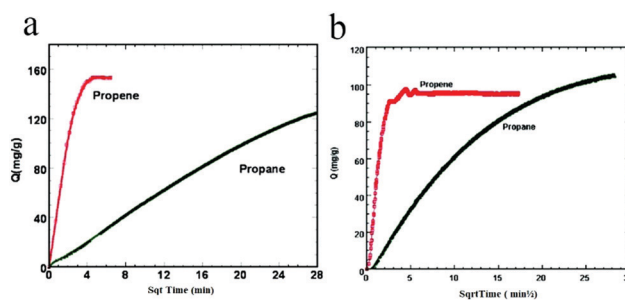 a
Q(mg/g)
160
120
80
40
0
Propene
Propane
0 4 8 12 16 20 24 28
Sqt Time (min)
b
Q (mg/g)
120
100
80
60
40
20
0
Propene
Propane
0 5 10 15 20 25 30
SqrtTime ( min½)